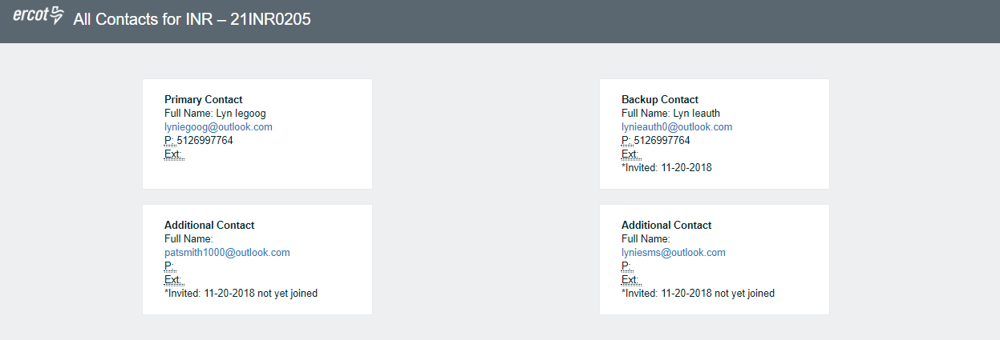 ercot
All Contacts for INR – 21INR0205
Primary Contact
Full Name: Lyn Iegoog
lyniegoog@outlook.com
P: 5126997764
Ext:
Backup Contact
Full Name: Lyn Ieauth
lynieauth0@outlook.com
P: 5126997764
Ext:
*Invited: 11-20-2018
Additional Contact
Full Name:
patsmith1000@outlook.com
P:
Ext:
*Invited: 11-20-2018 not yet joined
Additional Contact
Full Name:
lyniesms@outlook.com
P:
Ext:
*Invited: 11-20-2018 not yet joined